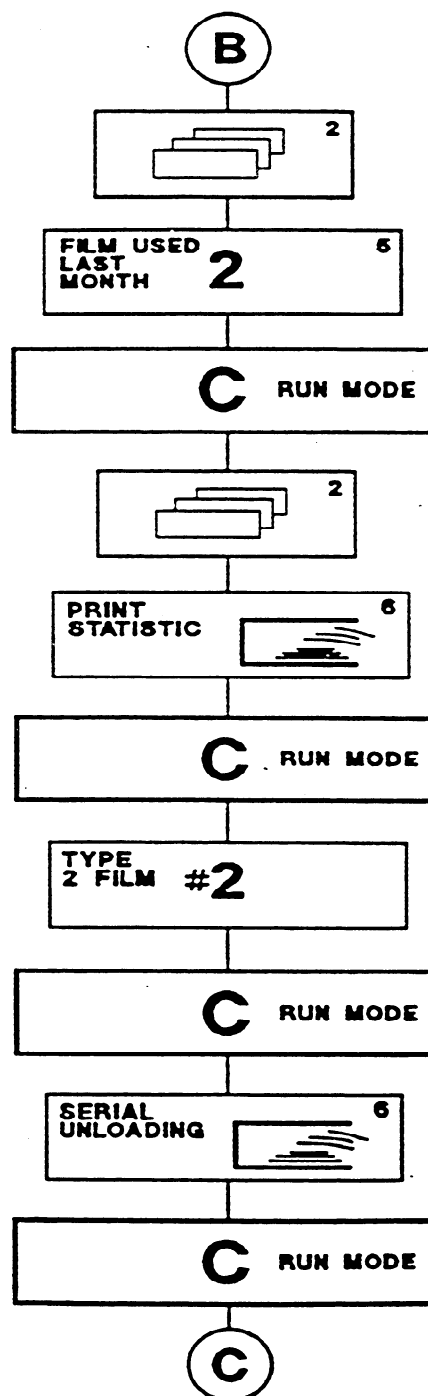 B
2
FILM USED 5
LAST
MONTH 2
C RUN MODE
2
PRINT 6
STATISTIC
C RUN MODE
TYPE
2 FILM #2
C RUN MODE
SERIAL 6
UNLOADING
C RUN MODE
C